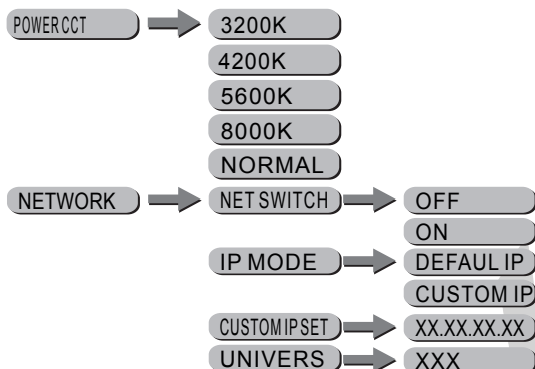 POWER CCT 3200K
4200K
5600K
8000K
NORMAL
NETWORK NET SWITCH OFF
ON
IP MODE DEFAUL IP
CUSTOM IP
CUSTOM IP SET XX.XX.XX.XX
UNIVERS XXX